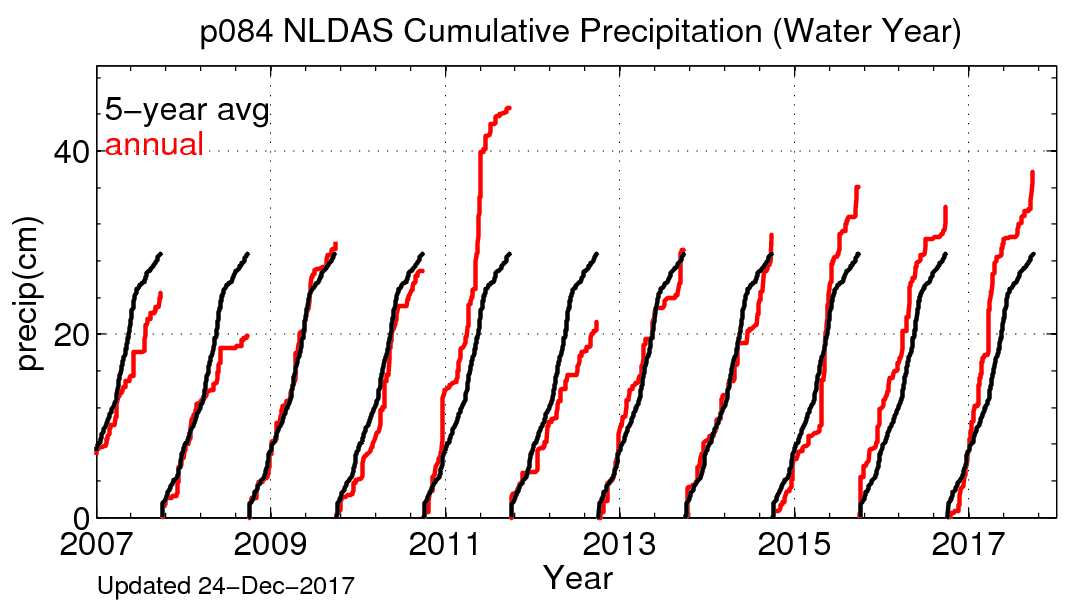 p084 NLDAS Cumulative Precipitation (Water Year)
5−year avg
annual
precip(cm)
40
20
0
2007 2009 2011 2013 2015 2017
Year
Updated 24−Dec−2017